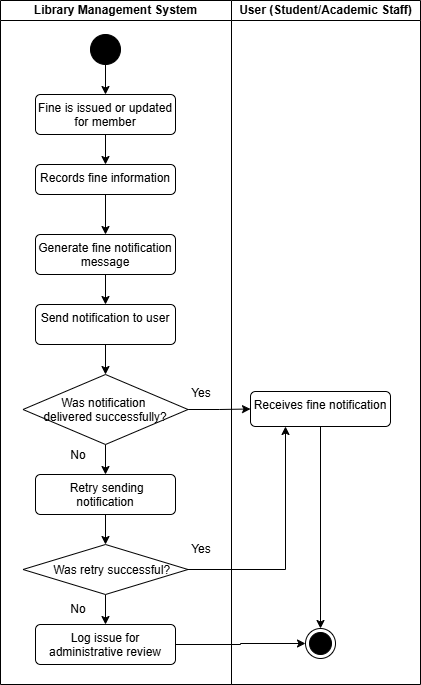 Library Management System
User (Student/Academic Staff)
Fine is issued or updated
for member
Records fine information
Generate fine notification
message
Send notification to user
Was notification
delivered successfully?
Yes
Receives fine notification
No
Retry sending
notification
Was retry successful?
Yes
No
Log issue for
administrative review